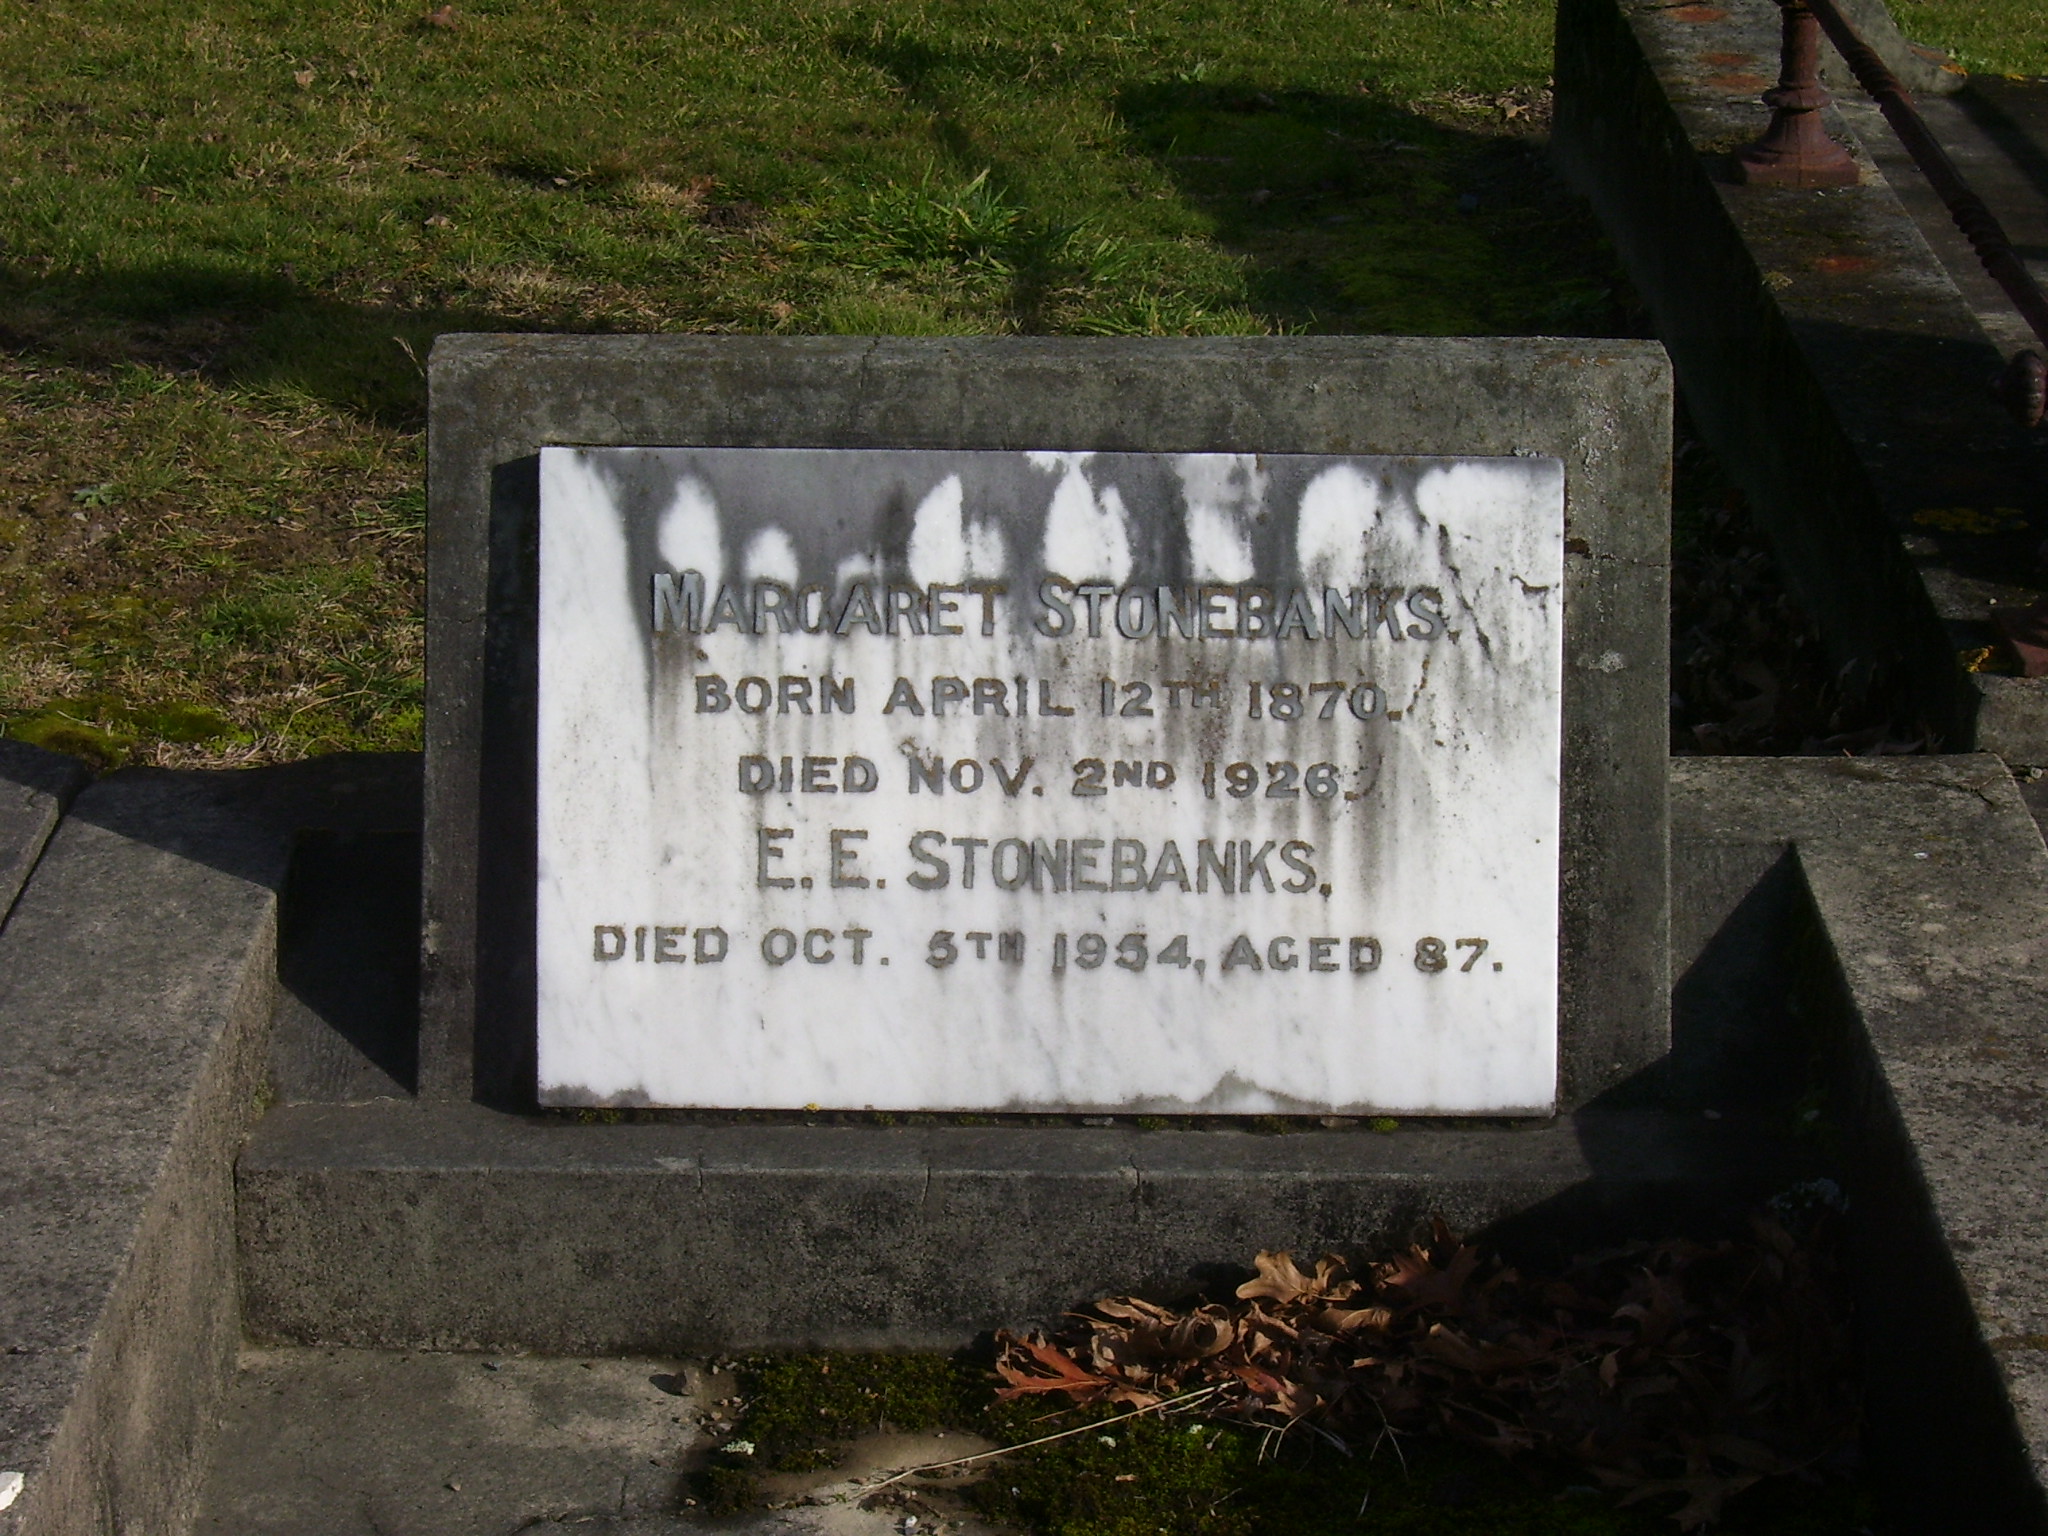 MARGARET STONEBANKS.
BORN APRIL 12TH 1870.
DIED NOV. 2ND 1926.
E. E. STONEBANKS.
DIED OCT. 5TH 1954, AGED 87.